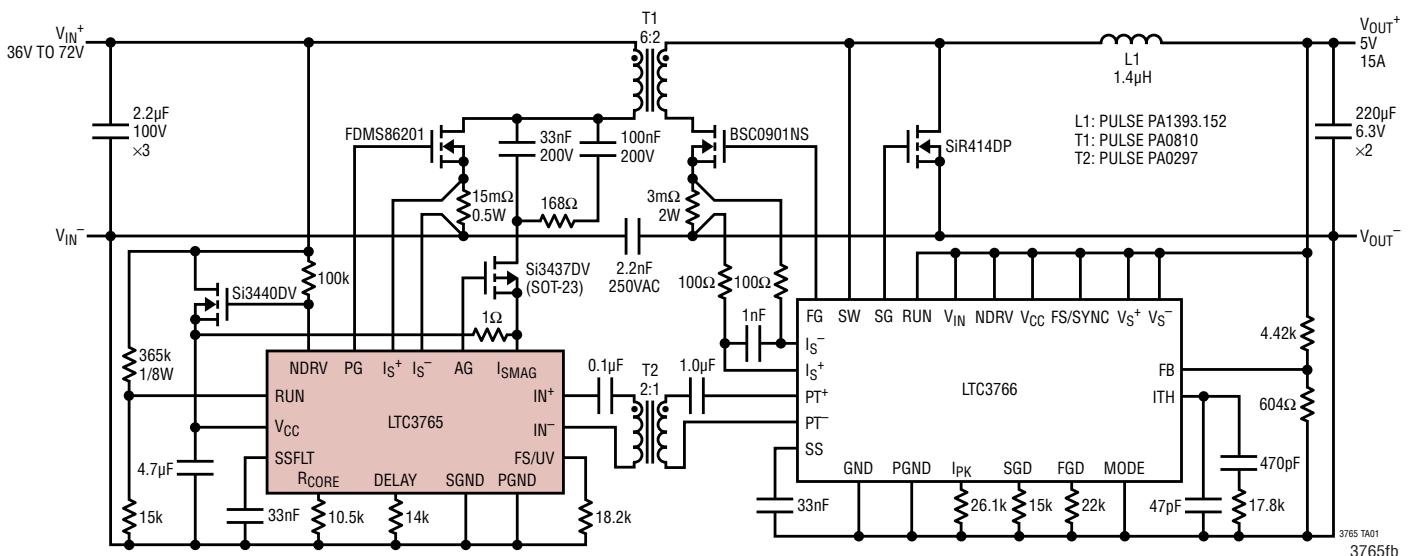 T1
6:2
VIN+
36V TO 72V
VOUT+
5V
15A
L1
1.4µH
2.2µF
100V
×3
FDMS86201
33nF
200V
100nF
200V
BSC0901NS
SiR414DP
L1: PULSE PA1393.152
T1: PULSE PA0810
T2: PULSE PA0297
220µF
6.3V
×2
15mΩ
0.5W
168Ω
3mΩ
2W
VIN–
VOUT–
100k
Si3440DV
Si3437DV
(SOT-23)
2.2nF
250VAC
100Ω
100Ω
1Ω
1nF
365k
1/8W
NDRV PG IS+ IS– AG ISMAG
RUN
VCC
SSFLT
RCORE DELAY SGND PGND
IN+
IN–
FS/UV
LTC3765
0.1µF
T2
2:1
1.0µF
FG SW SG RUN VIN NDRV VCC FS/SYNC VS+ VS–
IS–
IS+
PT+
PT–
SS
LTC3766
FB
ITH
GND PGND IPK SGD FGD MODE
4.42k
604Ω
4.7µF
15k
33nF
10.5k
14k
18.2k
33nF
26.1k
15k
22k
47pF
470pF
17.8k
3765 TA01
3765fb